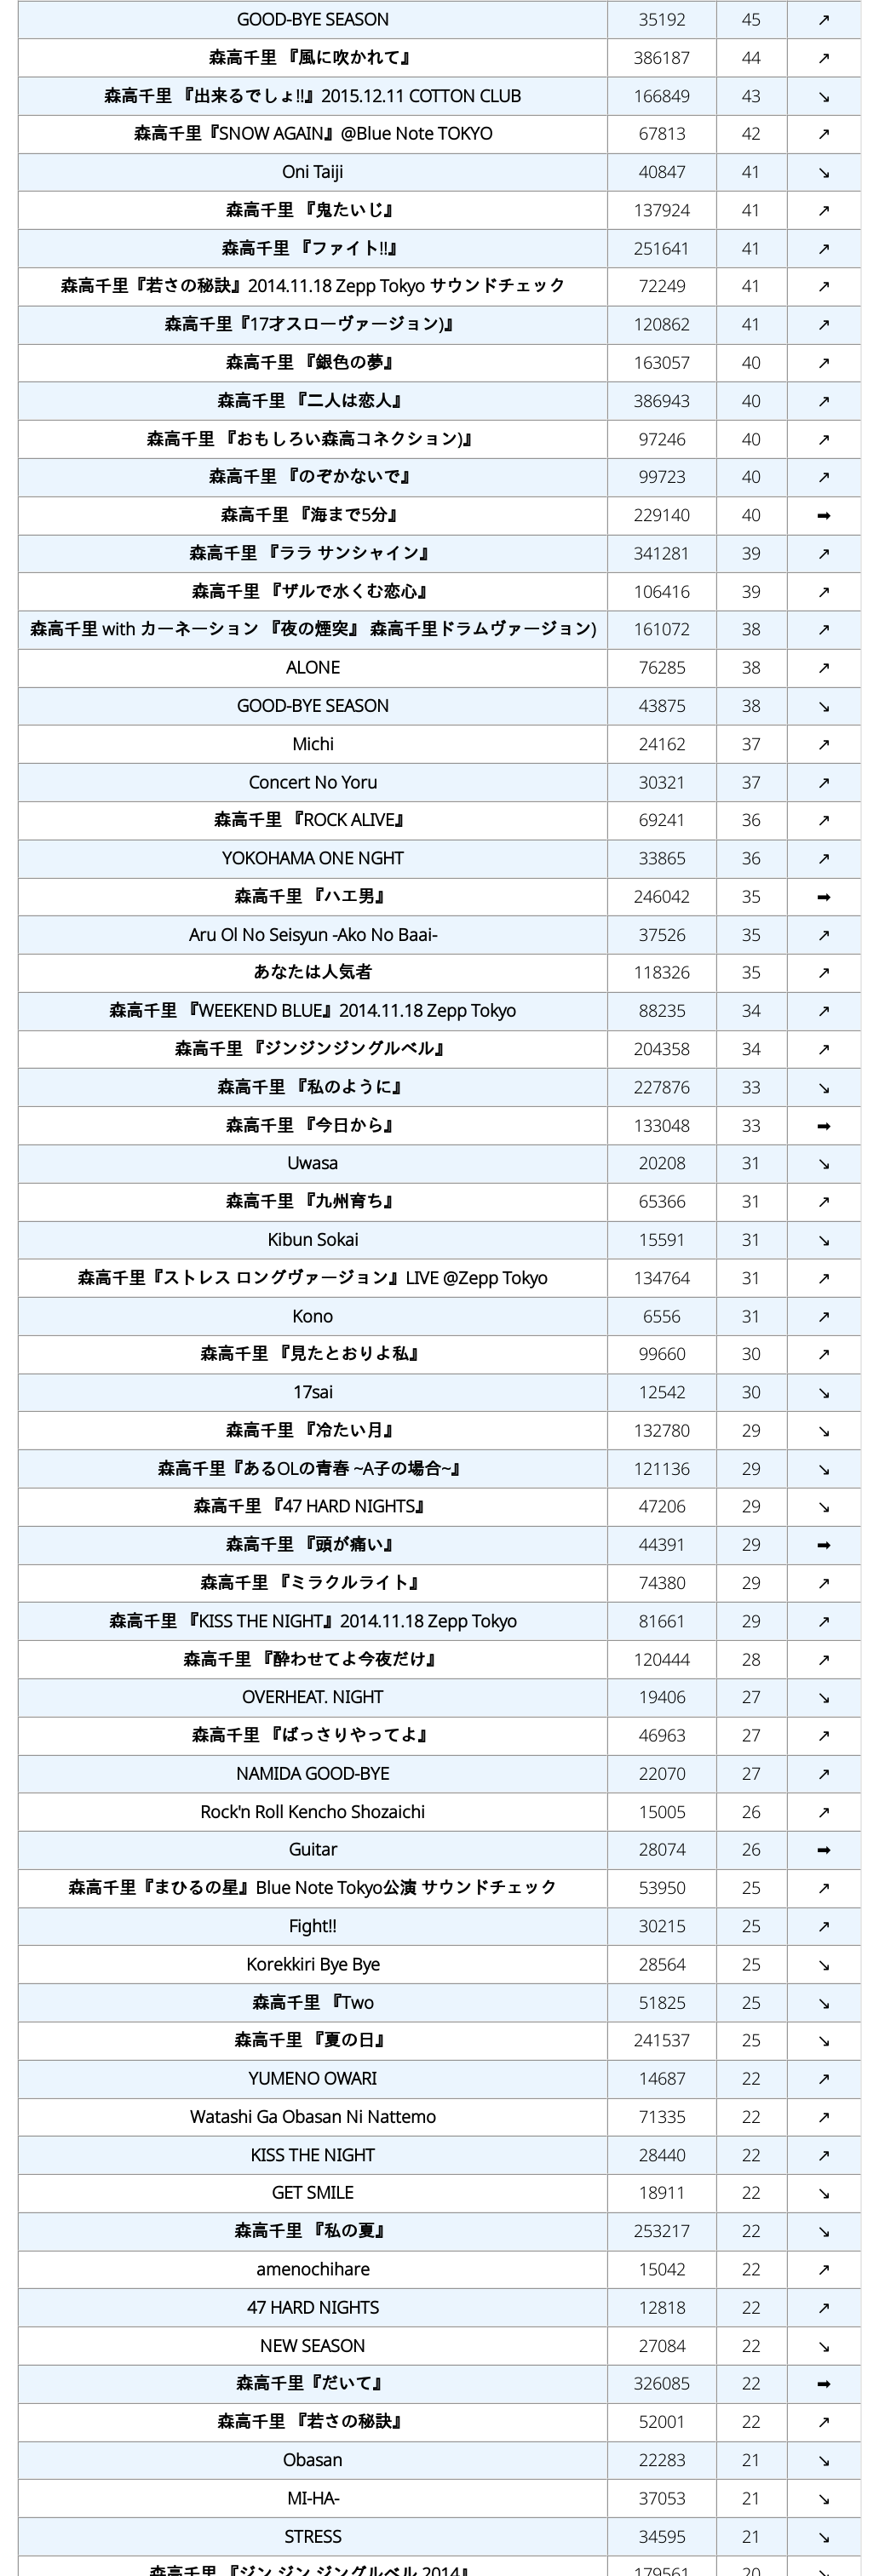 GOOD-BYE SEASON 35192 45 ↗
森高千里 『風に吹かれて』 386187 44 ↗
森高千里 『出来るでしょ!!』2015.12.11 COTTON CLUB 166849 43 ↘
森高千里『SNOW AGAIN』@Blue Note TOKYO 67813 42 ↗
Oni Taiji 40847 41 ↘
森高千里 『鬼たいじ』 137924 41 ↗
森高千里 『ファイト!!』 251641 41 ↗
森高千里『若さの秘訣』2014.11.18 Zepp Tokyo サウンドチェック 72249 41 ↗
森高千里『17才スローヴァージョン)』 120862 41 ↗
森高千里 『銀色の夢』 163057 40 ↗
森高千里 『二人は恋人』 386943 40 ↗
森高千里 『おもしろい森高コネクション)』 97246 40 ↗
森高千里 『のぞかないで』 99723 40 ↗
森高千里 『海まで5分』 229140 40 ➡
森高千里 『ララ サンシャイン』 341281 39 ↗
森高千里 『ザルで水くむ恋心』 106416 39 ↗
森高千里 with カーネーション 『夜の煙突』 森高千里ドラムヴァージョン) 161072 38 ↗
ALONE 76285 38 ↗
GOOD-BYE SEASON 43875 38 ↘
Michi 24162 37 ↗
Concert No Yoru 30321 37 ↗
森高千里 『ROCK ALIVE』 69241 36 ↗
YOKOHAMA ONE NGHT 33865 36 ↗
森高千里 『ハエ男』 246042 35 ➡
Aru Ol No Seisyun -Ako No Baai- 37526 35 ↗
あなたは人気者 118326 35 ↗
森高千里 『WEEKEND BLUE』2014.11.18 Zepp Tokyo 88235 34 ↗
森高千里 『ジンジンジングルベル』 204358 34 ↗
森高千里 『私のように』 227876 33 ↘
森高千里 『今日から』 133048 33 ➡
Uwasa 20208 31 ↘
森高千里 『九州育ち』 65366 31 ↗
Kibun Sokai 15591 31 ↘
森高千里『ストレス ロングヴァージョン』LIVE @Zepp Tokyo 134764 31 ↗
Kono 6556 31 ↗
森高千里 『見たとおりよ私』 99660 30 ↗
17sai 12542 30 ↘
森高千里 『冷たい月』 132780 29 ↘
森高千里『あるOLの青春 ~A子の場合~』 121136 29 ↘
森高千里 『47 HARD NIGHTS』 47206 29 ↘
森高千里 『頭が痛い』 44391 29 ➡
森高千里 『ミラクルライト』 74380 29 ↗
森高千里 『KISS THE NIGHT』2014.11.18 Zepp Tokyo 81661 29 ↗
森高千里 『酔わせてよ今夜だけ』 120444 28 ↗
OVERHEAT. NIGHT 19406 27 ↘
森高千里 『ばっさりやってよ』 46963 27 ↗
NAMIDA GOOD-BYE 22070 27 ↗
Rock'n Roll Kencho Shozaichi 15005 26 ↗
Guitar 28074 26 ➡
森高千里『まひるの星』Blue Note Tokyo公演 サウンドチェック 53950 25 ↗
Fight!! 30215 25 ↗
Korekkiri Bye Bye 28564 25 ↘
森高千里 『Two 51825 25 ↘
森高千里 『夏の日』 241537 25 ↘
YUMENO OWARI 14687 22 ↗
Watashi Ga Obasan Ni Nattemo 71335 22 ↗
KISS THE NIGHT 28440 22 ↗
GET SMILE 18911 22 ↘
森高千里 『私の夏』 253217 22 ↘
amenochihare 15042 22 ↗
47 HARD NIGHTS 12818 22 ↗
NEW SEASON 27084 22 ↘
森高千里『だいて』 326085 22 ➡
森高千里 『若さの秘訣』 52001 22 ↗
Obasan 22283 21 ↘
MI-HA- 37053 21 ↘
STRESS 34595 21 ↘
森高千里 『ジン ジン ジングルベル 2014』 179561 20 ↘